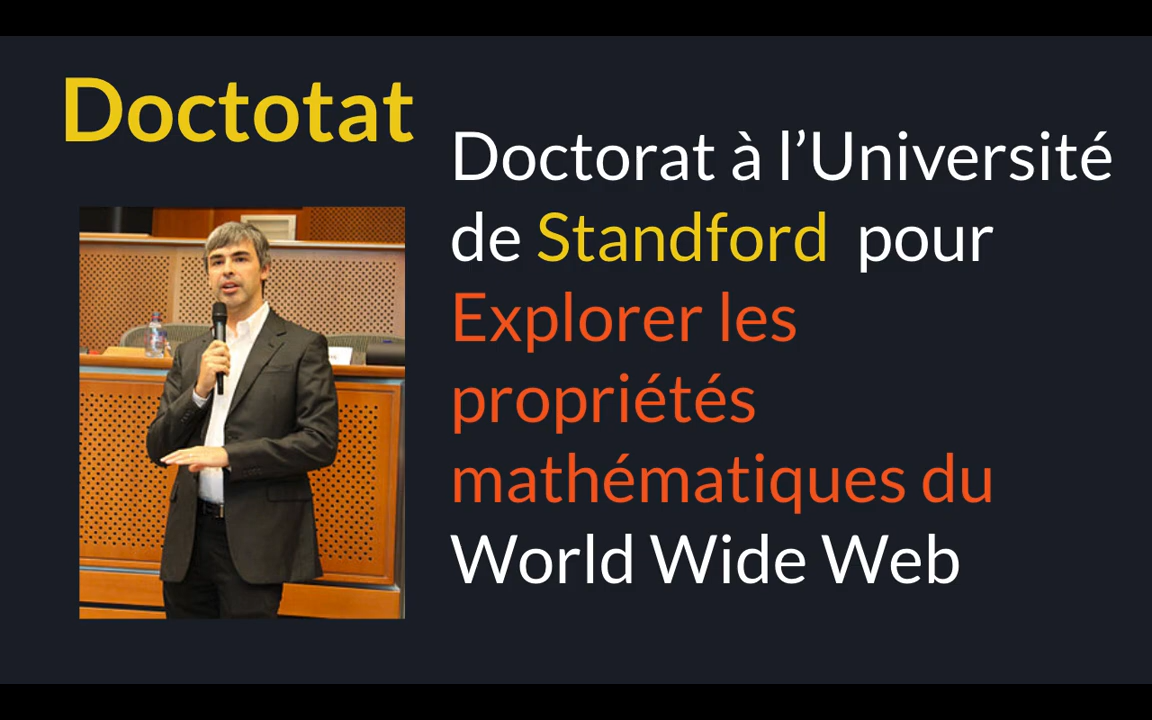 Doctotat
Doctorat à l’Université
de Standford pour
Explorer les
propriétés
mathématiques du
World Wide Web